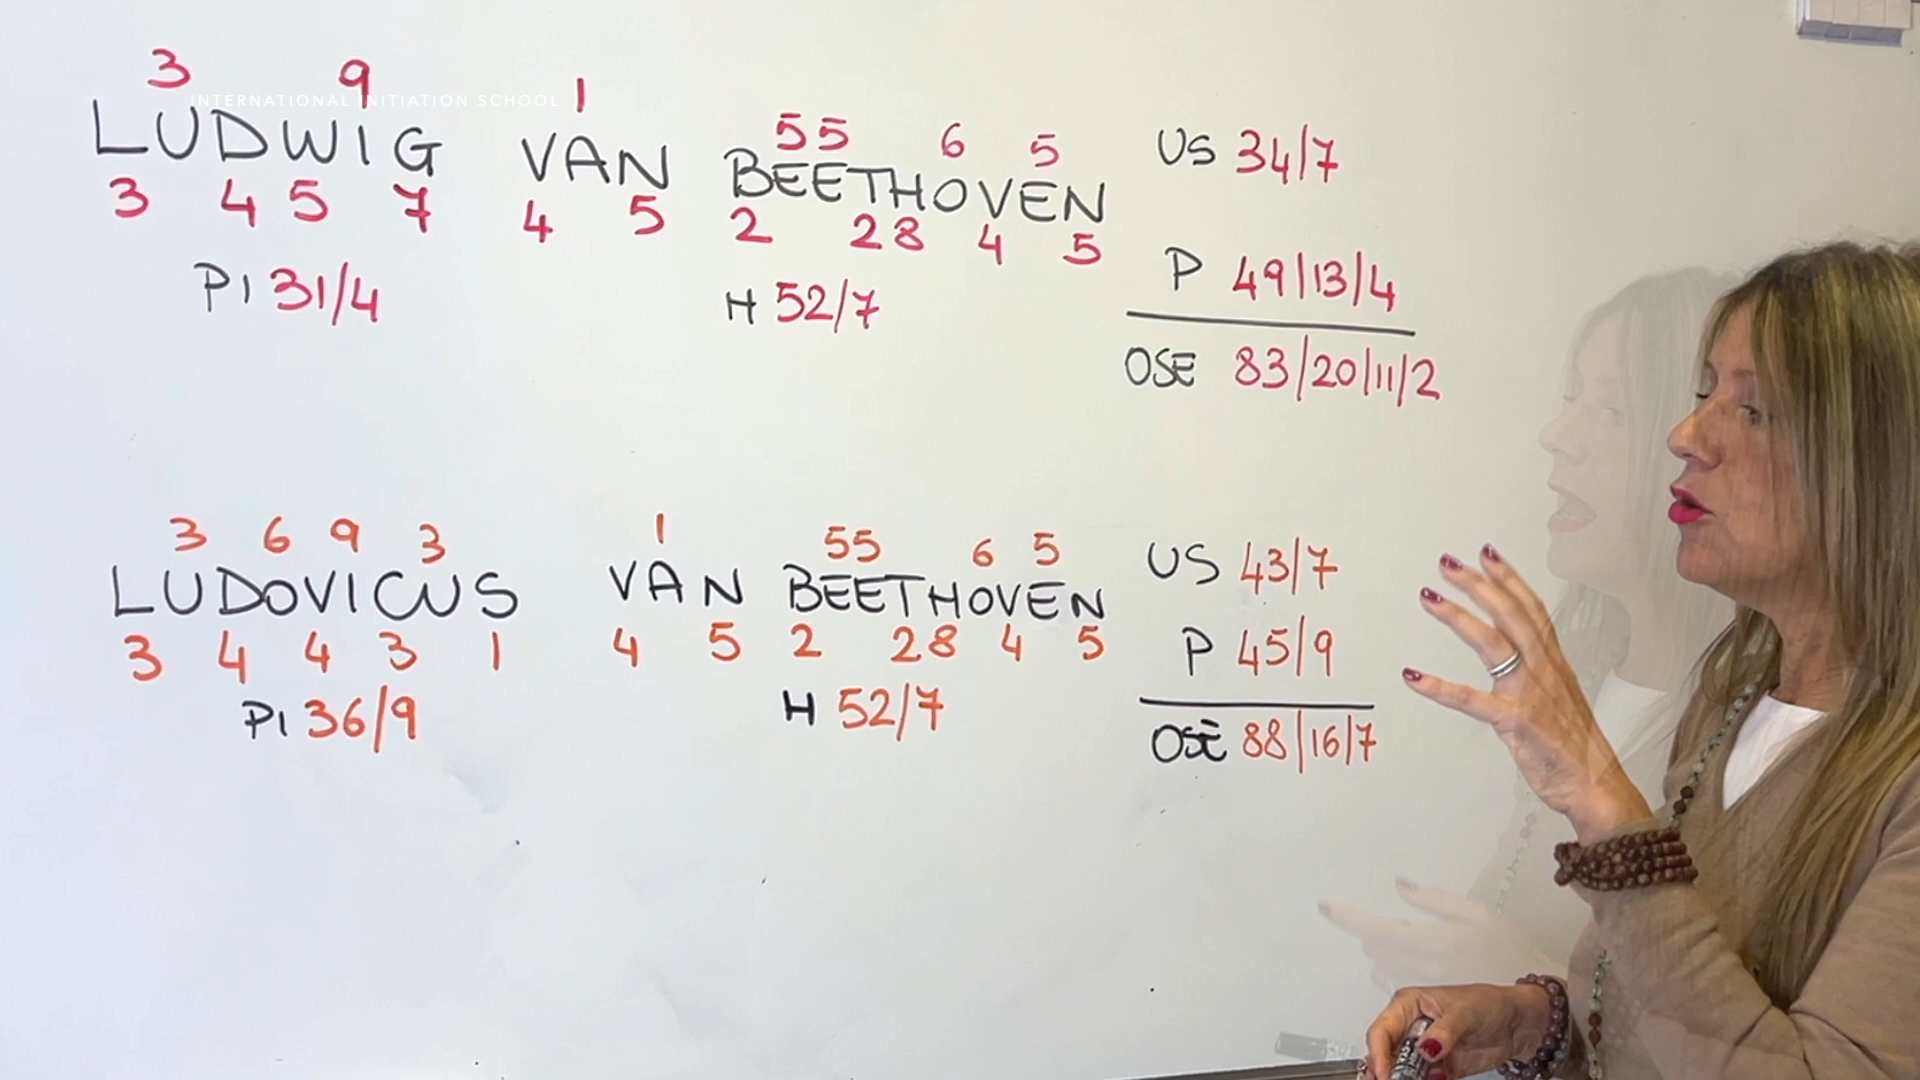 3 9 1
INTERNATIONAL INITIATION SCHOOL
55 6 5
LUDWIG VAN BEETHOVEN
3 4 5 7 4 5 2 28 4 5
PI 31/4 H 52/7
US 34/7
P 49/13/4
OSE 83/20/11/2
3 6 9 3 1 55 6 5
LUDOVICUS VAN BEETHOVEN
3 4 4 3 1 4 5 2 28 4 5
PI 36/9 H 52/7
US 43/7
P 45/9
OSE 88/16/7